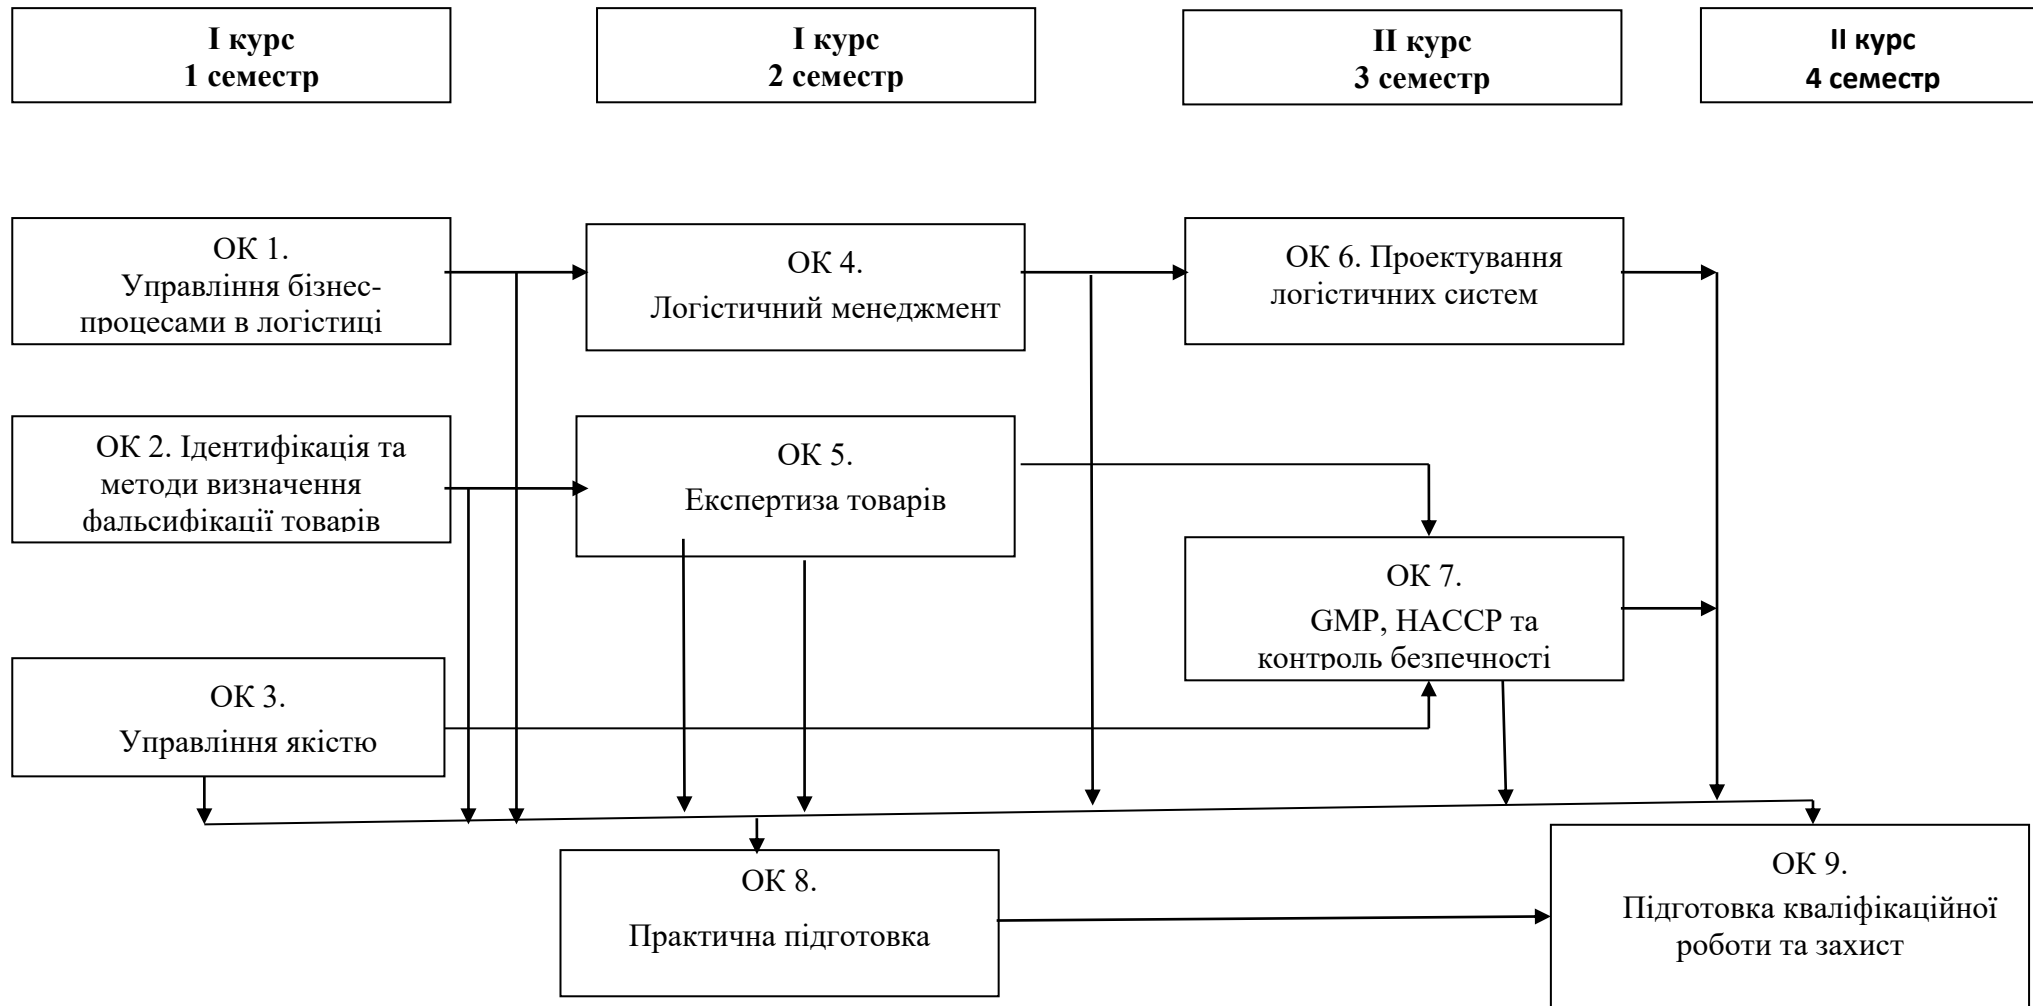 I курс
1 семестр
I курс
2 семестр
II курс
3 семестр
II курс
4 семестр
ОК 1.
Управління бізнес-
процесами в логістиці
ОК 4.
Логістичний менеджмент
ОК 6. Проектування
логістичних систем
ОК 2. Ідентифікація та
методи визначення
фальсифікації товарів
ОК 5.
Експертиза товарів
ОК 7.
GMP, НАССР та
контроль безпечності
ОК 3.
Управління якістю
ОК 8.
Практична підготовка
ОК 9.
Підготовка кваліфікаційної
роботи та захист